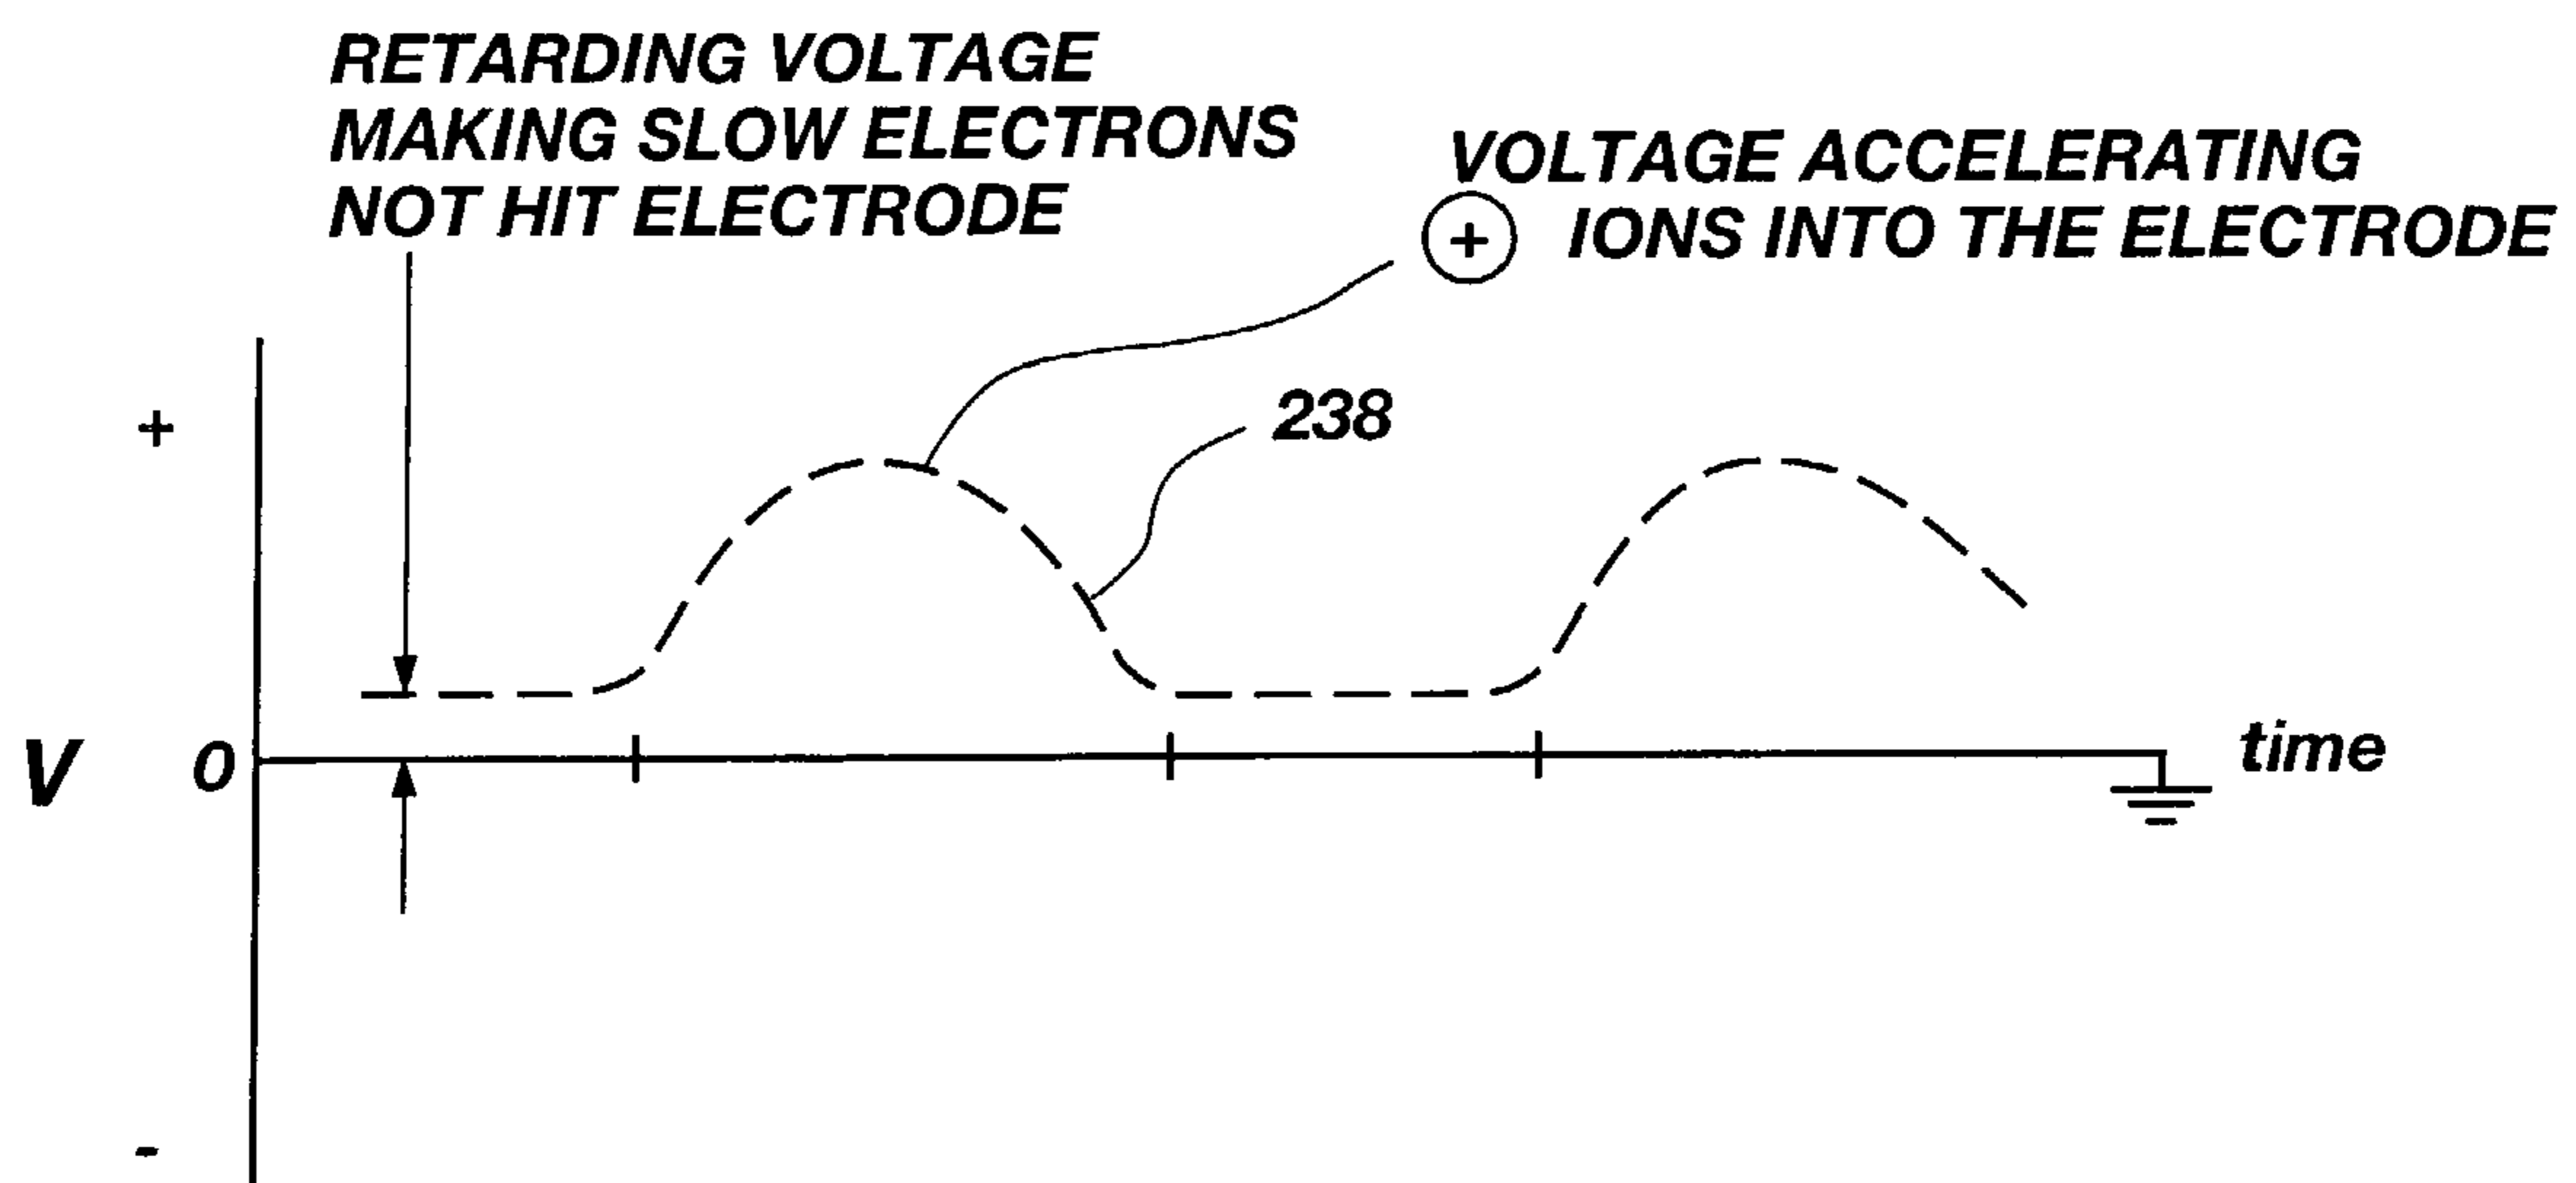 RETARDING VOLTAGE
MAKING SLOW ELECTRONS
NOT HIT ELECTRODE
VOLTAGE ACCELERATING
+ IONS INTO THE ELECTRODE
238
+
V 0
time
-